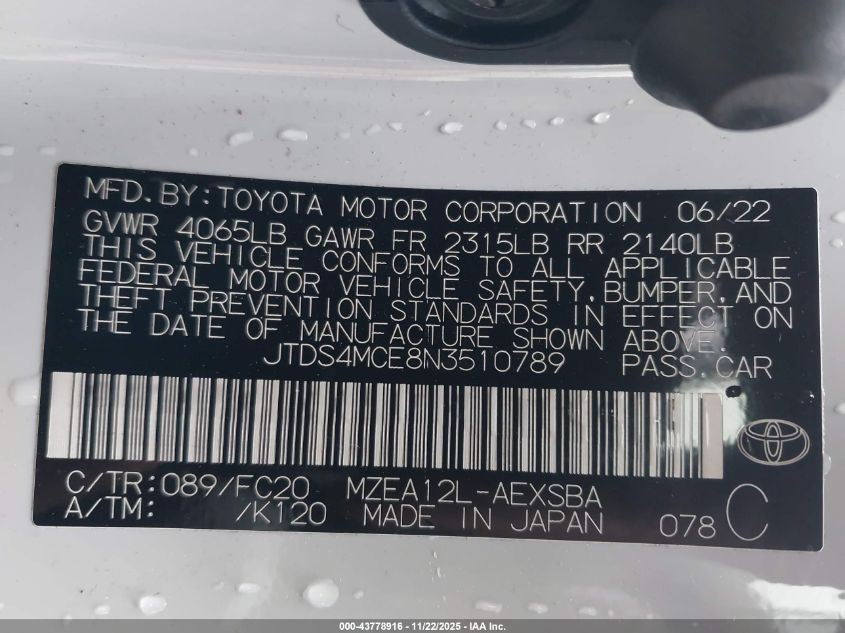 MFD.BY:TOYOTA MOTOR CORPORATION 06/22
GVWR 4065LB GAWR FR 2315LB RR 2140LB
THIS VEHICLE CONFORMS TO ALL APPLICABLE
FEDERAL MOTOR VEHICLE SAFETY,BUMPER,AND
THEFT PREVENTION STANDARDS IN EFFECT ON
THE DATE OF MANUFACTURE SHOWN ABOVE.
JTDS4MCE8N3510789 PASS.CAR
C/TR:089/FC20 MZEA12L-AEXSBA
A/TM: /K120 MADE IN JAPAN 078 C
000-43778916 - 11/22/2025 - IAA Inc.